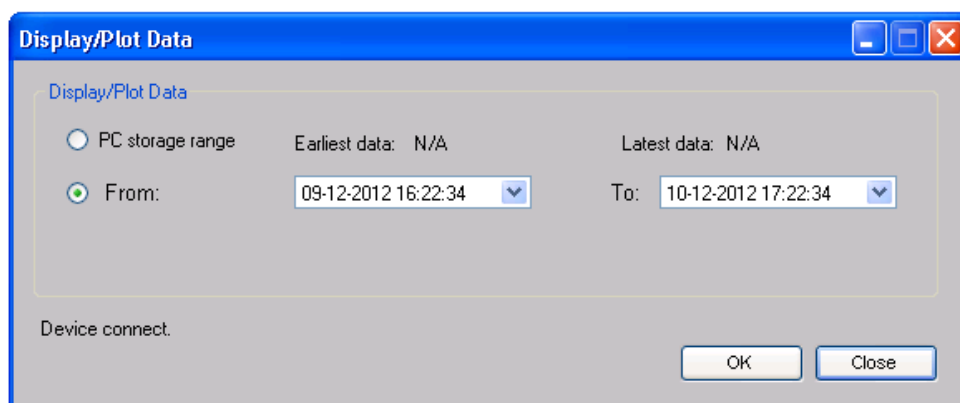 Display/Plot Data
Display/Plot Data
PC storage range Earliest data: N/A Latest data: N/A
From: 09-12-2012 16:22:34 To: 10-12-2012 17:22:34
Device connect.
OK Close